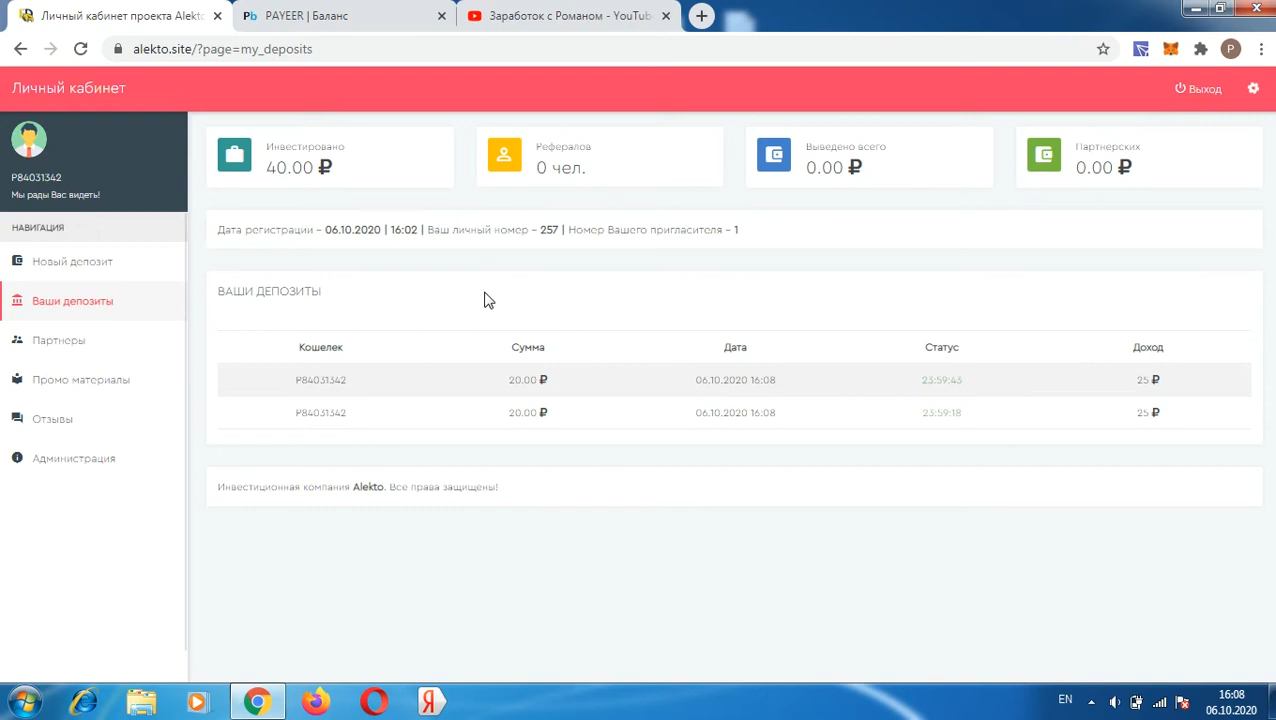 Личный кабинет проекта Alekto
PAYEER | Баланс
Заработок с Романом - YouTube
alekto.site/?page=my_deposits
P
Личный кабинет
Выход
P84031342
Мы рады Вас видеть!
НАВИГАЦИЯ
Новый депозит
Ваши депозиты
Партнеры
Промо материалы
Отзывы
Администрация
Инвестировано
40.00 ₽
Рефералов
0 чел.
Выведено всего
0.00 ₽
Партнерских
0.00 ₽
Дата регистрации - 06.10.2020 | 16:02 | Ваш личный номер - 257 | Номер Вашего пригласителя - 1
ВАШИ ДЕПОЗИТЫ
Кошелек Сумма Дата Статус Доход
P84031342 20.00 ₽ 06.10.2020 16:08 23:59:43 25 ₽
P84031342 20.00 ₽ 06.10.2020 16:08 23:59:18 25 ₽
Инвестиционная компания Alekto. Все права защищены!
EN
16:08
06.10.2020